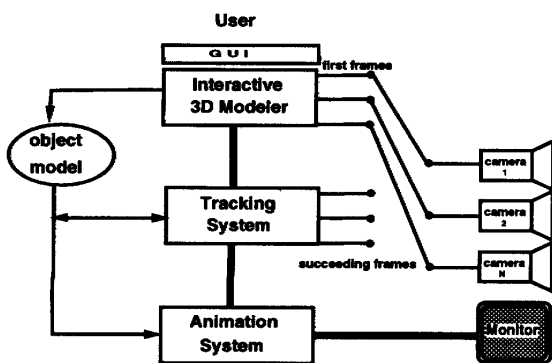 User
G U I
first frames
Interactive
3D Modeler
object
model
camera
1
Tracking
System
camera
2
succeeding frames
camera
N
Animation
System
Monitor